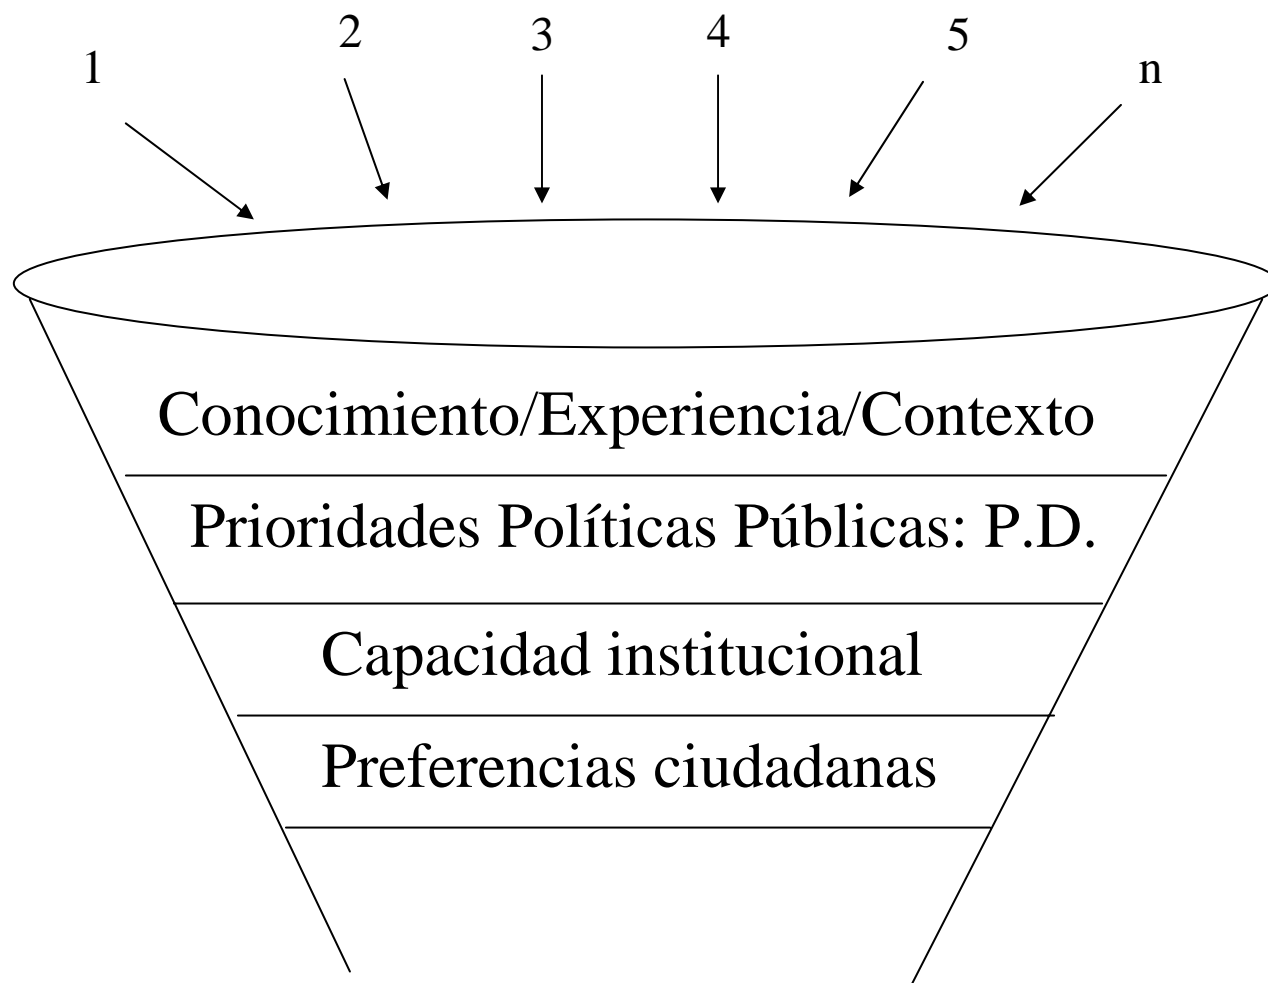 1 2 3 4 5 n
Conocimiento/Experiencia/Contexto
Prioridades Políticas Públicas: P.D.
Capacidad institucional
Preferencias ciudadanas